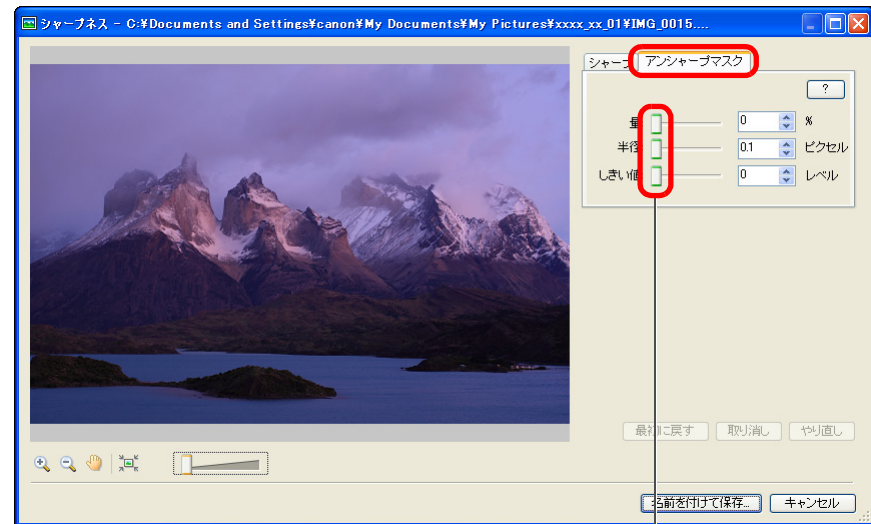 シャープネス - C:¥Documents and Settings¥canon¥My Documents¥My Pictures¥xxxx_xx_01¥IMG_0015....
シャープ アンシャープマスク
?
量 0 %
半径 0.1 ピクセル
しきい値 0 レベル
最初に戻す 取り消し やり直し
名前を付けて保存... キャンセル